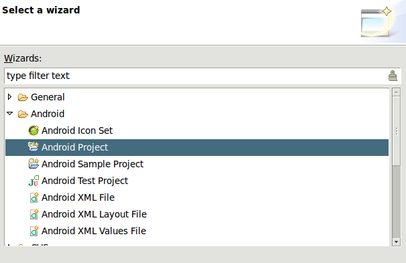 Select a wizard
Wizards:
type filter text
General
Android
Android Icon Set
Android Project
Android Sample Project
Android Test Project
Android XML File
Android XML Layout File
Android XML Values File